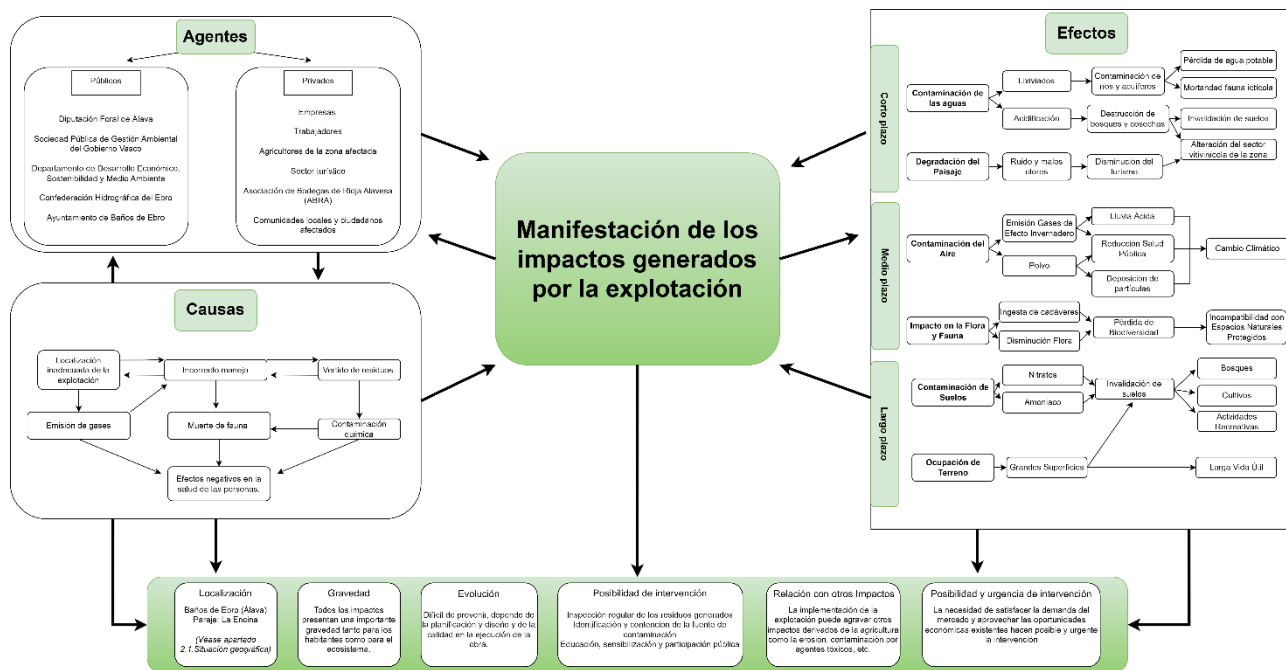 Agentes
Públicos
Diputación Foral de Alava
Sociedad Pública de Gestión Ambiental
del Gobierno Vasco
Departamento de Desarrollo Económico,
Sostenibilidad y Medio Ambiente
Confederación Hidrográfica del Ebro
Ayuntamiento de Baños de Ebro
Privados
Empresas
Trabajadores
Agricultores de la zona afectada
Sector turístico
Asociación de Bodegas de Rioja Alavesa
(ABRA)
Comunidades locales y ciudadanos
afectados
Causas
Localización
inadecuada de la
explotación
Incorrecto manejo
Vertido de residuos
Emisión de gases
Muerte de fauna
Contaminación
química
Efectos negativos en la
salud de las personas.
Manifestación de los
impactos generados
por la explotación
Efectos
Corto plazo
Contaminación de
las aguas
Lixiviados
Contaminación de
ríos y acuíferos
Pérdida de agua potable
Mortandad fauna ictícola
Acidificación
Destrucción de
bosques y cosechas
Invalidación de suelos
Alteración del sector
vitivinícola de la zona
Degradación del
Paisaje
Ruido y malos
olores
Disminución del
turismo
Medio plazo
Contaminación del
Aire
Emisión Gases de
Efecto Invernadero
Lluvia Ácida
Polvo
Reducción Salud
Pública
Deposición de
partículas
Cambio Climático
Impacto en la Flora
y Fauna
Ingesta de cadáveres
Disminución Flora
Pérdida de
Biodiversidad
Incompatibilidad con
Espacios Naturales
Protegidos
Largo plazo
Contaminación de
Suelos
Nitratos
Amoniaco
Invalidación de
suelos
Bosques
Cultivos
Actividades
Recreativas
Ocupación de
Terreno
Grandes Superficies
Larga Vida Útil
Localización
Baños de Ebro (Álava)
Paraje: La Encina
(Véase apartado
2.1.Situación geográfica)
Gravedad
Todos los impactos
presentan una importante
gravedad tanto para los
habitantes como para el
ecosistema.
Evolución
Difícil de prevenir, depende de
la planificación y diseño y de
la calidad en la ejecución de la
obra.
Posibilidad de intervención
Inspección regular de los residuos generados
Identificación y contencion de la fuente de
contaminación
Educación, sensibilización y participación pública
Relación con otros Impactos
La implementación de la
explotación puede agravar otros
impactos derivados de la agricultura
como la erosión, contaminación por
agentes tóxicos, etc.
Posibilidad y urgencia de intervención
La necesidad de satisfacer la demanda del
mercado y aprovechar las oportunidades
económicas existentes hacen posible y urgente
la intervención